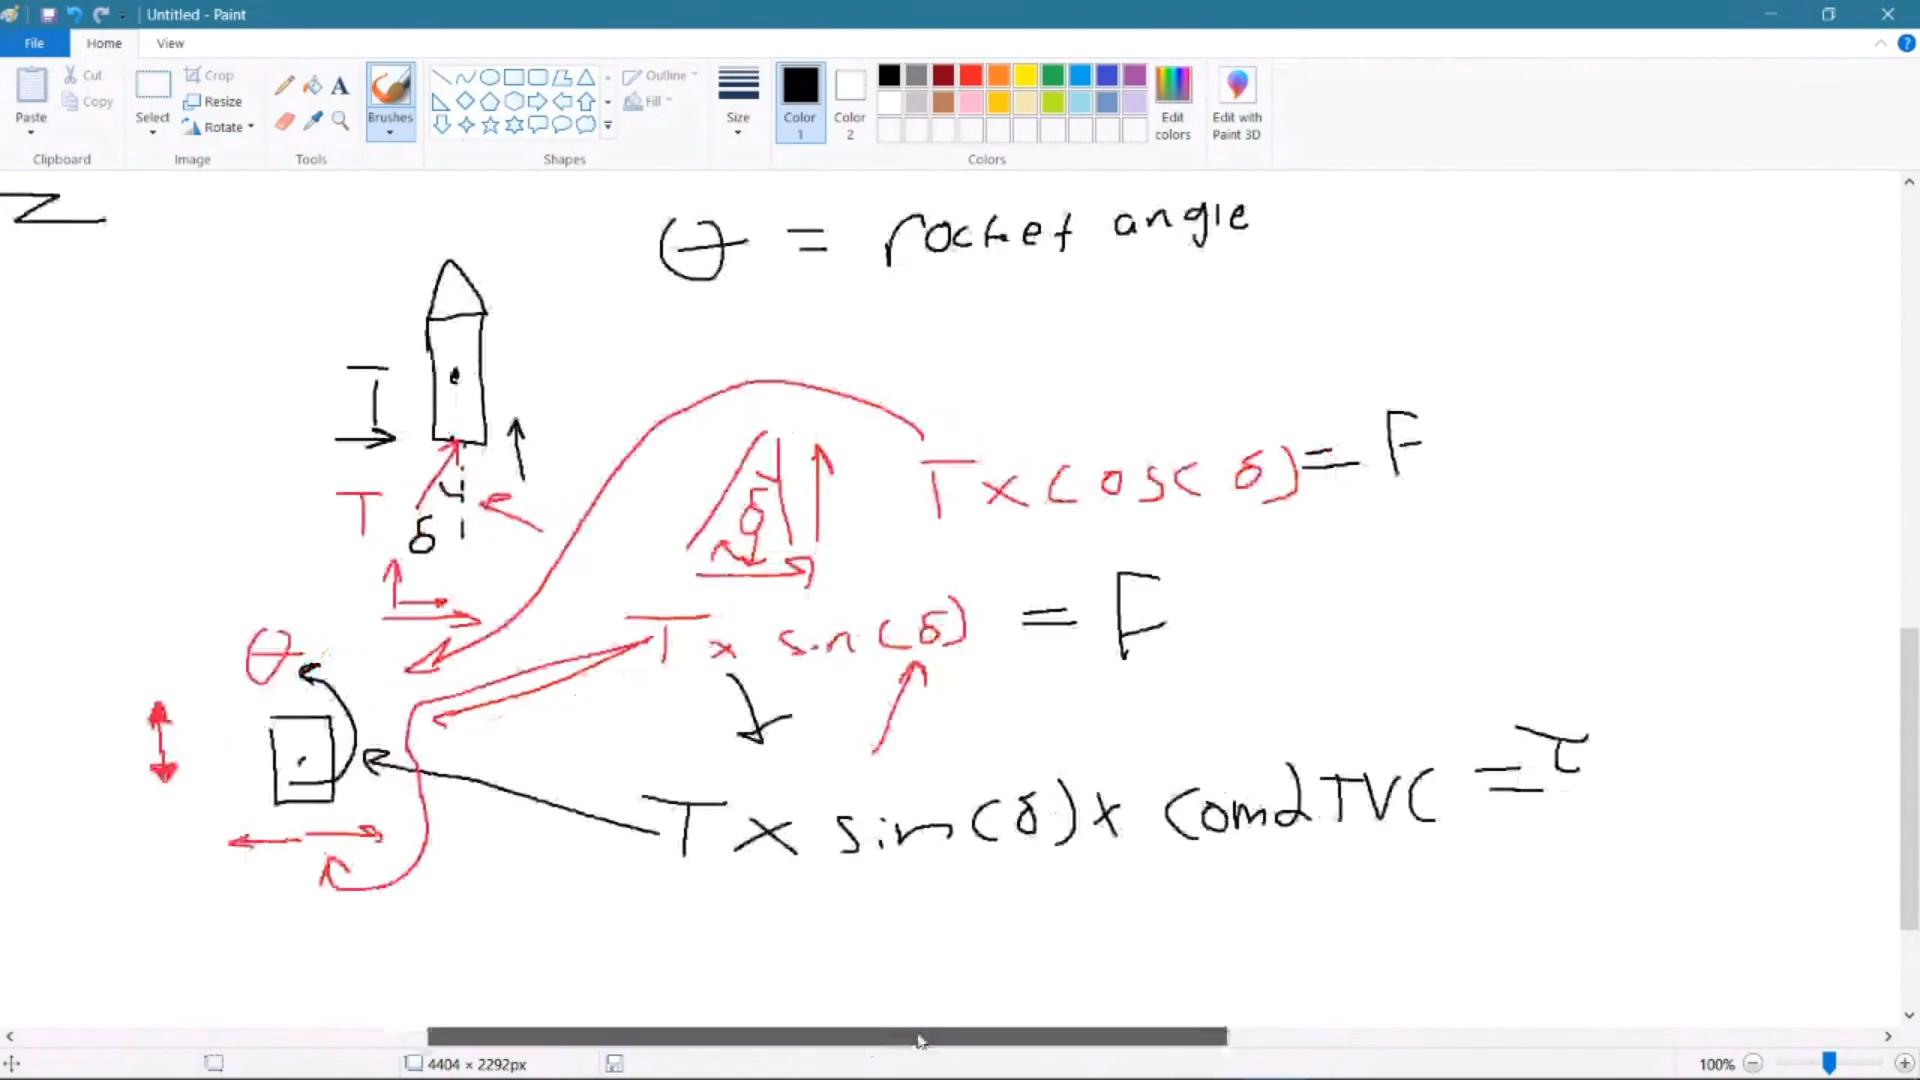 Untitled - Paint
File Home View
Cut
Copy
Paste
Clipboard
Crop
Resize
Rotate
Select
Image
Tools
Brushes
Outline
Fill
Shapes
Size
Color 1
Color 2
Edit colors
Colors
Edit with Paint 3D
Z
θ = rocket angle
T
T
δ
δ
T x cos(δ) = F
T x sin(δ) = F
θ
T x sin(δ) x com2TVC = τ
4404 × 2292px
100%